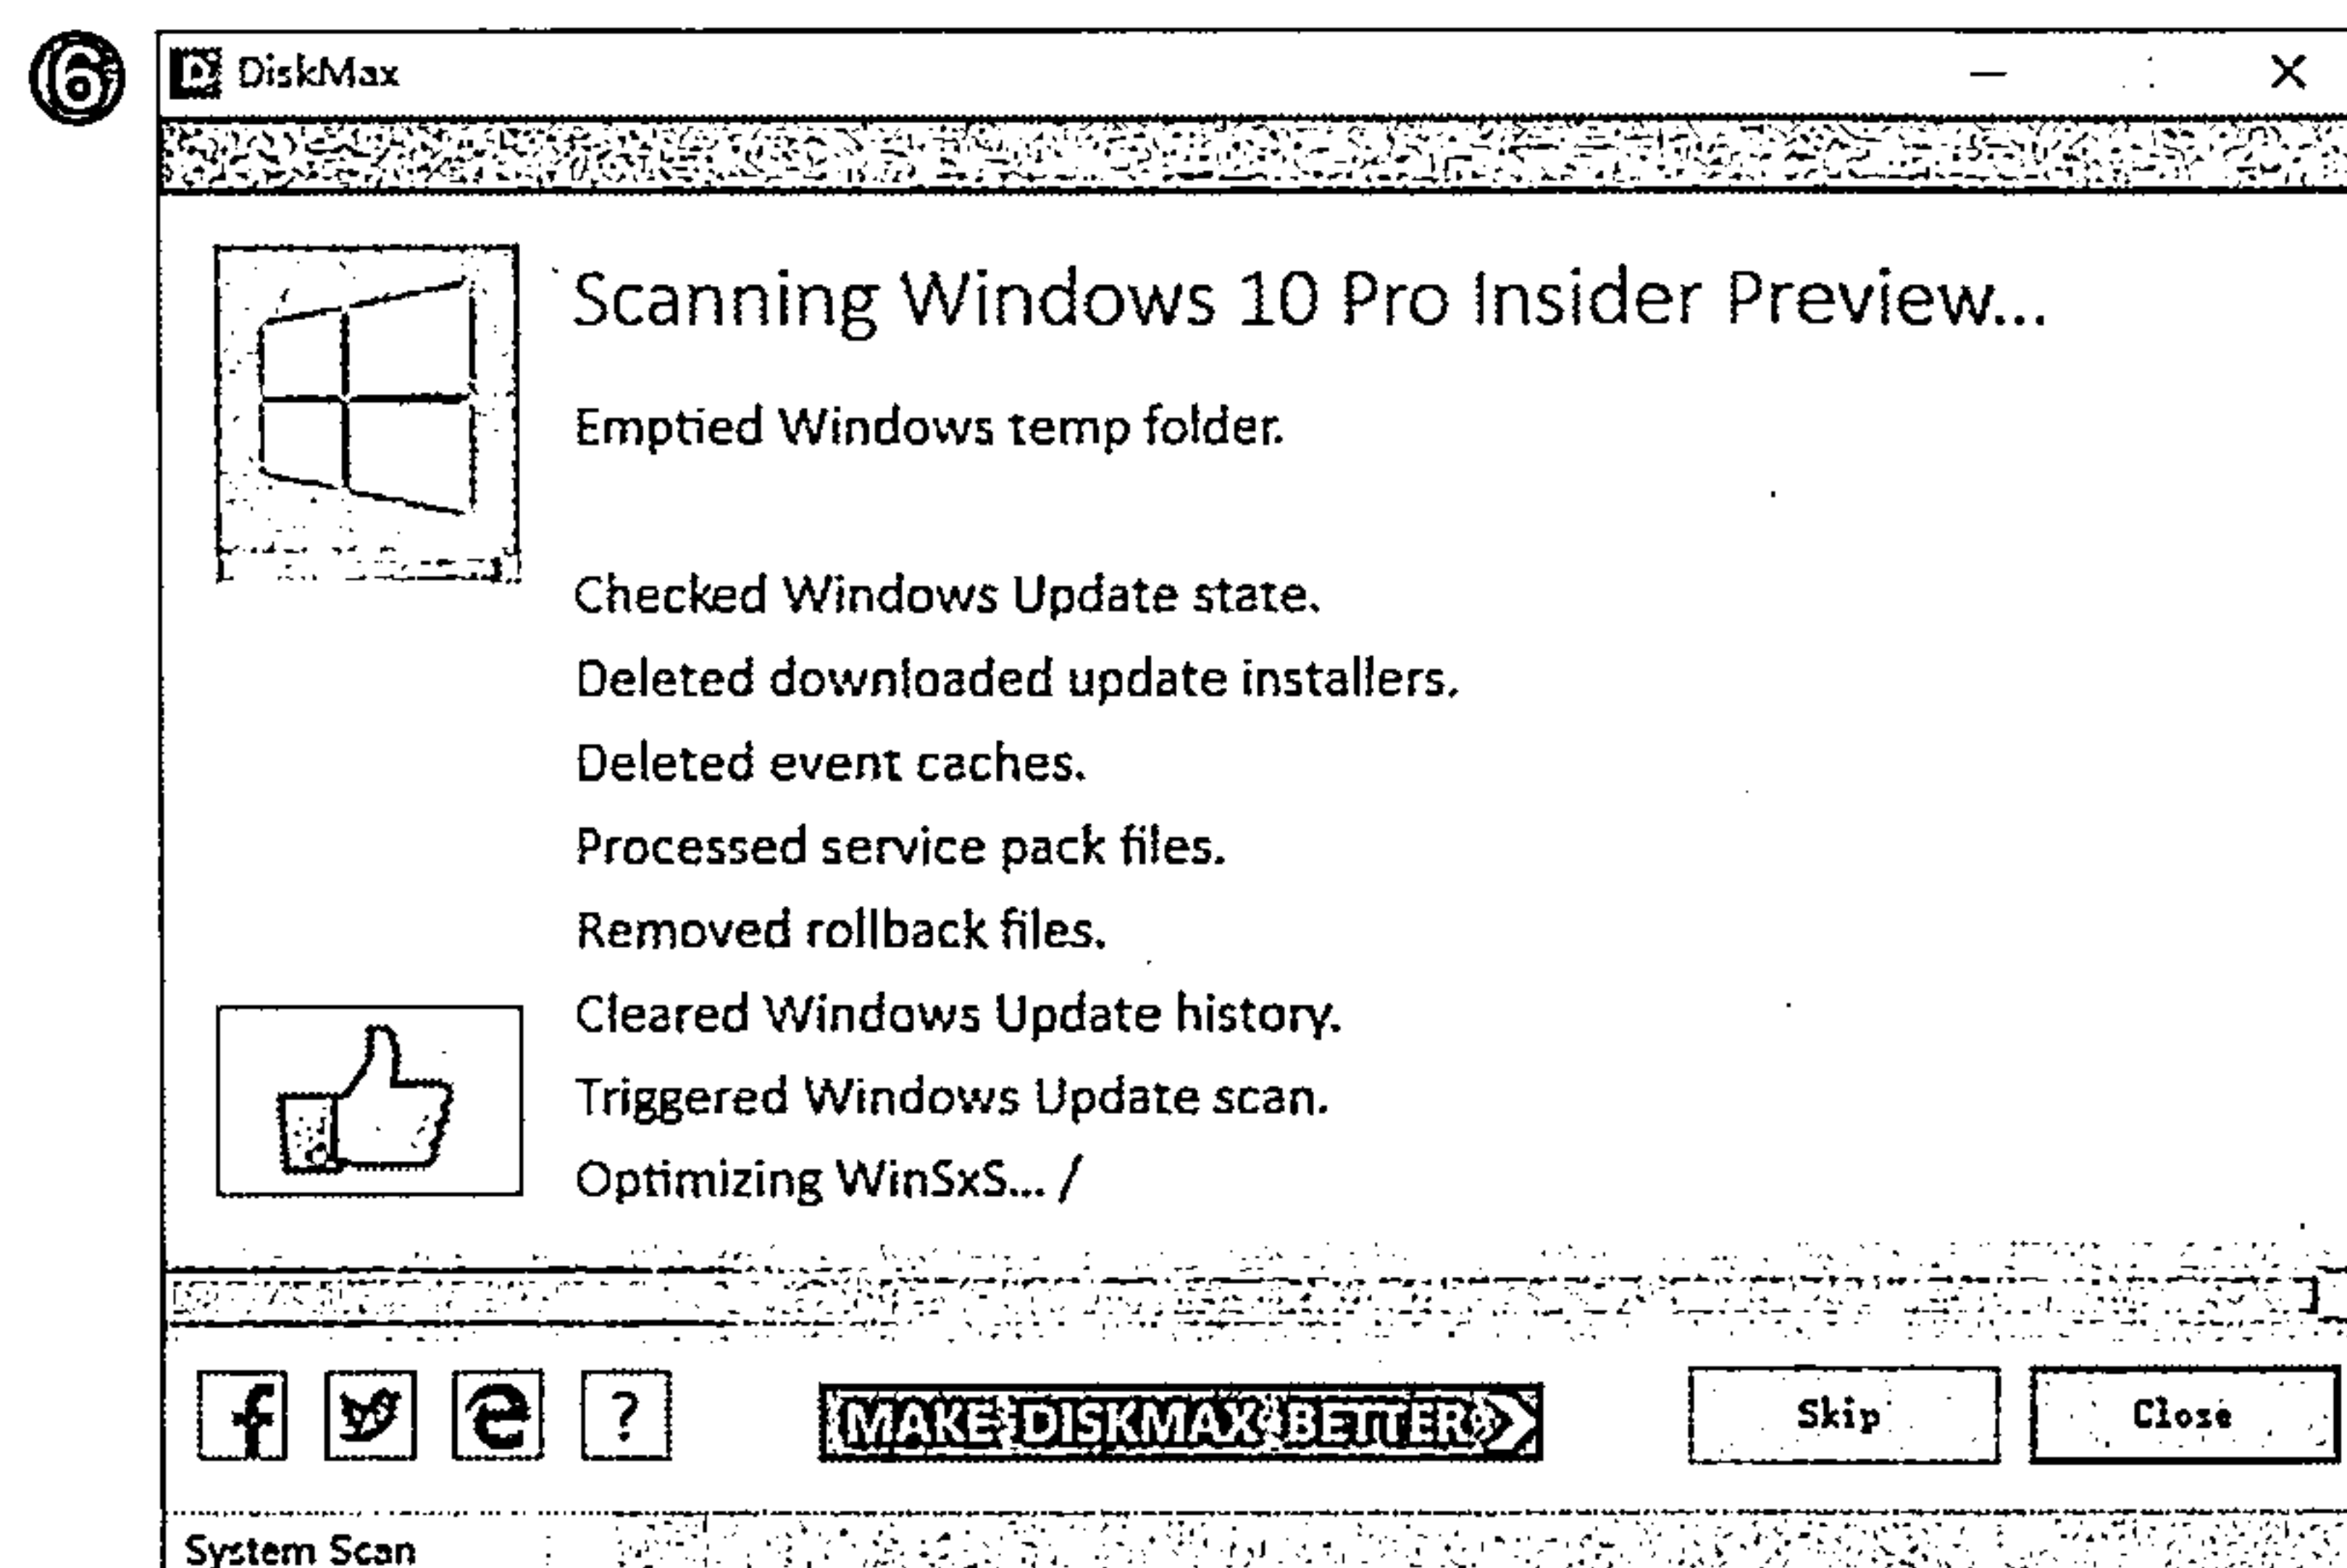 6
DiskMax
Scanning Windows 10 Pro Insider Preview...
Emptied Windows temp folder.
Checked Windows Update state.
Deleted downloaded update installers.
Deleted event caches.
Processed service pack files.
Removed rollback files.
Cleared Windows Update history.
Triggered Windows Update scan.
Optimizing WinSxS... /
f e ? MAKE DISKMAX BETTER Skip Close
System Scan